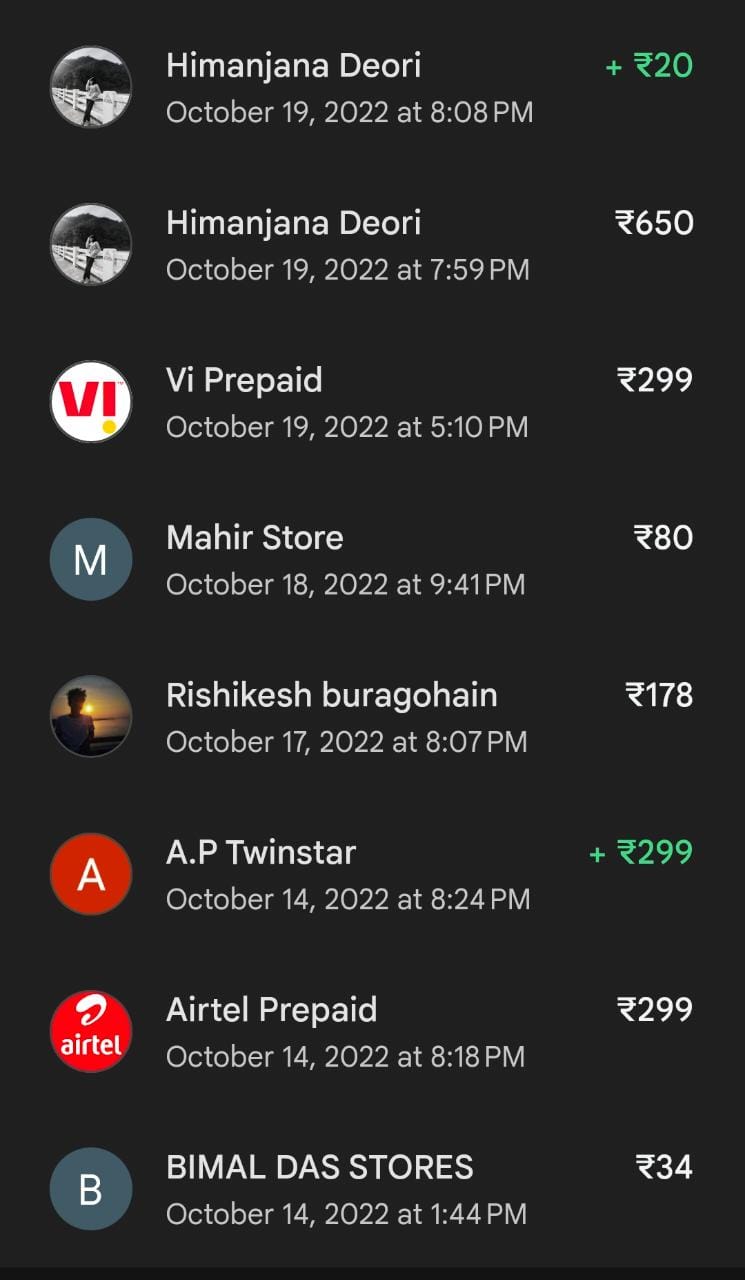 Himanjana Deori
+ ₹20
October 19, 2022 at 8:08 PM
Himanjana Deori
₹650
October 19, 2022 at 7:59 PM
VI
Vi Prepaid
₹299
October 19, 2022 at 5:10 PM
M
Mahir Store
₹80
October 18, 2022 at 9:41 PM
Rishikesh buragohain
₹178
October 17, 2022 at 8:07 PM
A
A.P Twinstar
+ ₹299
October 14, 2022 at 8:24 PM
airtel
Airtel Prepaid
₹299
October 14, 2022 at 8:18 PM
B
BIMAL DAS STORES
₹34
October 14, 2022 at 1:44 PM